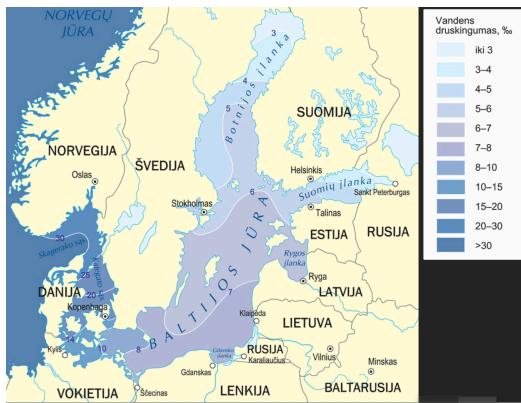 NORVEGŲ
JŪRA
3
4
Botnijos įlanka
5
SUOMIJA
NORVEGIJA
Oslas
ŠVEDIJA
Helsinkis
Suomių įlanka
Sankt Peterburgas
Stokholmas
6
Talinas
ESTIJA
RUSIJA
30
Skagerako sąs.
Kategato sąs.
25
20
DANIJA
Kopenhaga
BALTIJOS JŪRA
Rygos
įlanka
Ryga
LATVIJA
7
Klaipėda
LIETUVA
14
10
8
Kylis
RUSIJA
Karaliaučius
Vilnius
Gdanskas
Minskas
Ščecinas
VOKIETIJA
LENKIJA
BALTARUSIJA
Vandens
druskingumas, ‰
iki 3
3–4
4–5
5–6
6–7
7–8
8–10
10–15
15–20
20–30
>30